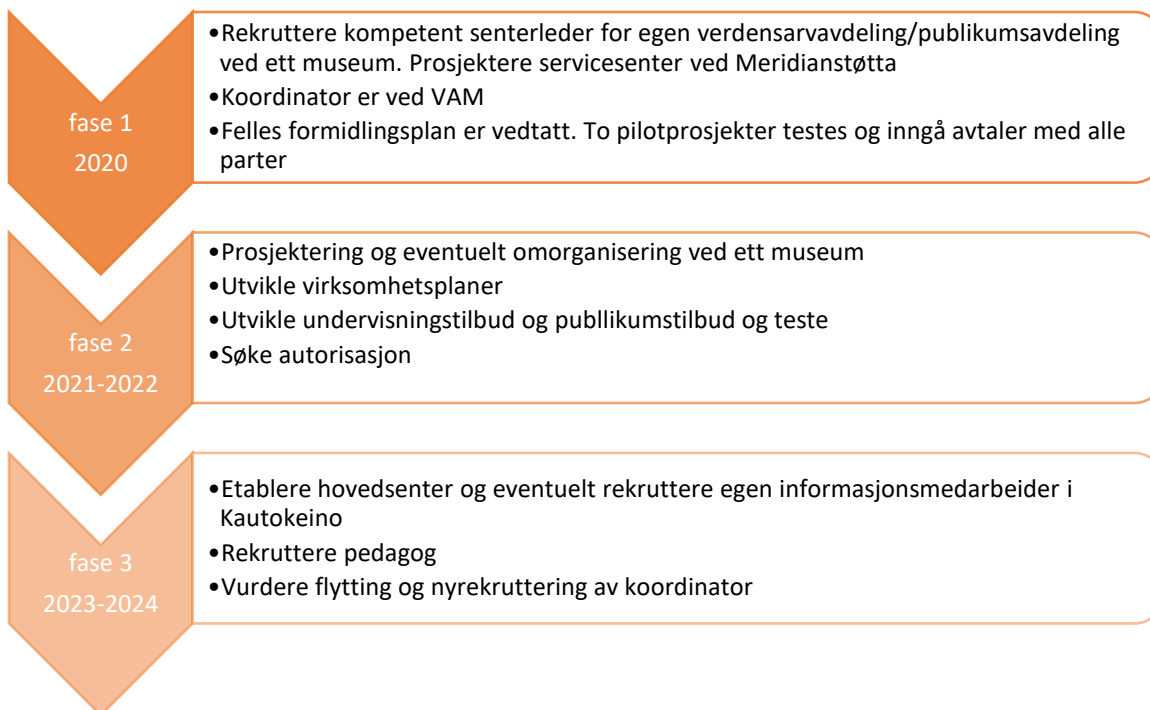 fase 1
2020
•Rekruttere kompetent senterleder for egen verdensarvavdeling/publikumsavdeling
ved ett museum. Prosjektere servicesenter ved Meridianstøtta
•Koordinator er ved VAM
•Felles formidlingsplan er vedtatt. To pilotprosjekter testes og inngå avtaler med alle
parter
fase 2
2021-2022
•Prosjektering og eventuelt omorganisering ved ett museum
•Utvikle virksomhetsplaner
•Utvikle undervisningstilbud og publlikumstilbud og teste
•Søke autorisasjon
fase 3
2023-2024
•Etablere hovedsenter og eventuelt rekruttere egen informasjonsmedarbeider i
Kautokeino
•Rekruttere pedagog
•Vurdere flytting og nyrekruttering av koordinator